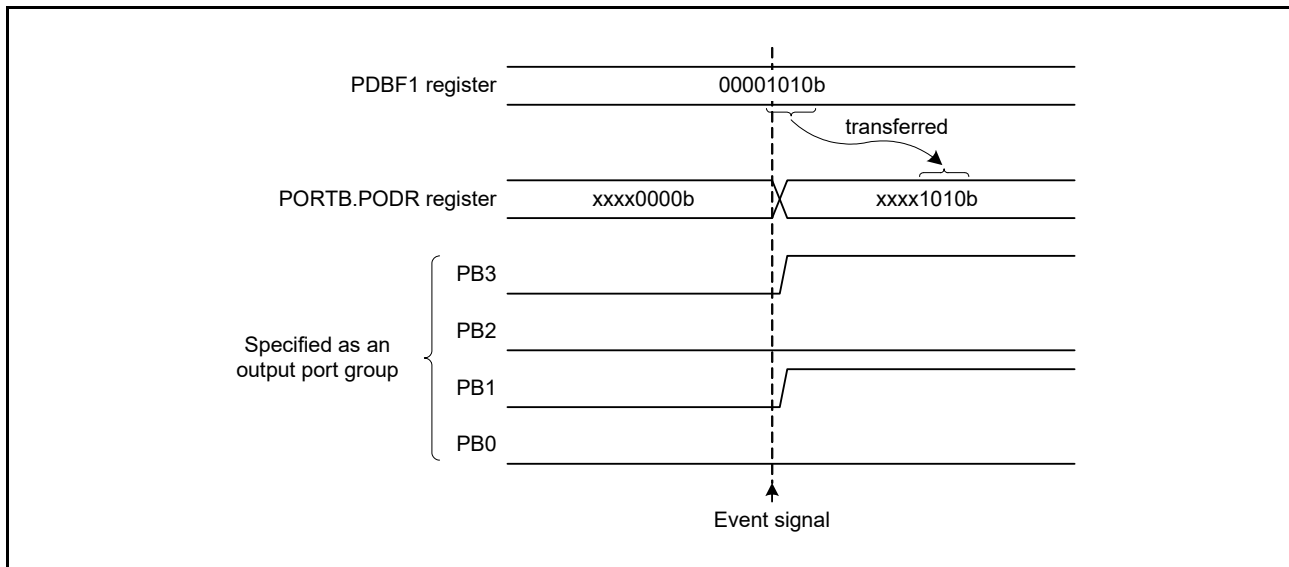 PDBF1 register
00001010b
transferred
PORTB.PODR register
xxxx0000b
xxxx1010b
Specified as an
output port group
PB3
PB2
PB1
PB0
Event signal